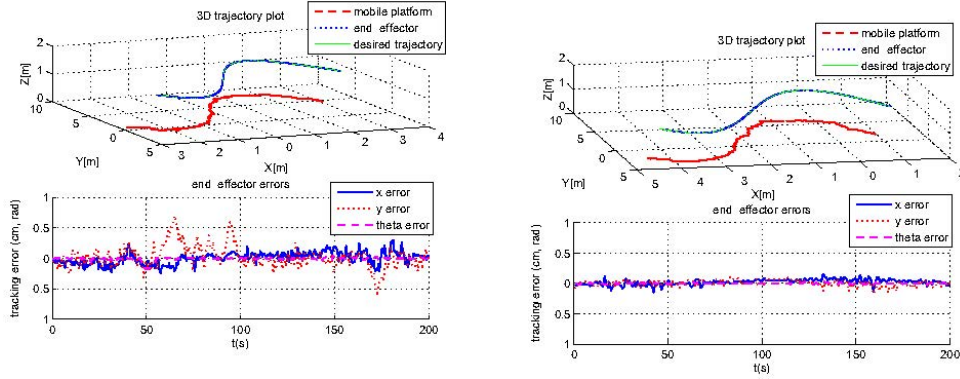 3D trajectory plot
mobile platform
end effector
desired trajectory
Z[m]
2
1
0
10
5
0
5
Y[m]
3
2
1
0
1
2
3
4
X[m]
end effector errors
x error
y error
theta error
tracking error (cm, rad)
1
0.5
0
0.5
1
0
50
100
150
200
t(s)
3D trajectory plot
mobile platform
end effector
desired trajectory
Z[m]
2
1
0
10
5
0
5
Y[m]
5
4
3
2
1
0
1
X[m]
end effector errors
x error
y error
theta error
tracking error (cm, rad)
1
0.5
0
0.5
1
0
50
100
150
200
t(s)